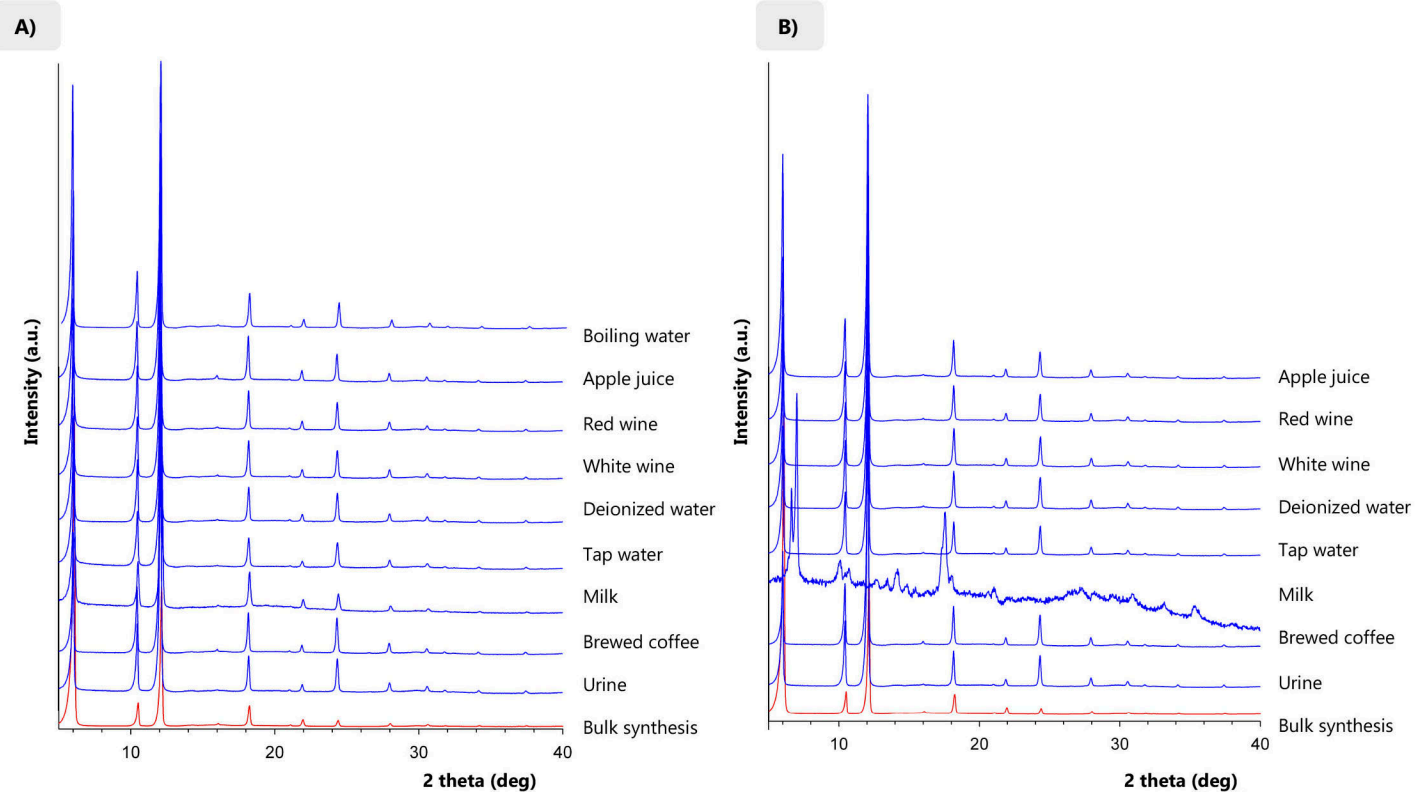 A)
Intensity (a.u.)
Boiling water
Apple juice
Red wine
White wine
Deionized water
Tap water
Milk
Brewed coffee
Urine
Bulk synthesis
10 20 30 40
2 theta (deg)
B)
Intensity (a.u.)
Apple juice
Red wine
White wine
Deionized water
Tap water
Milk
Brewed coffee
Urine
Bulk synthesis
10 20 30 40
2 theta (deg)